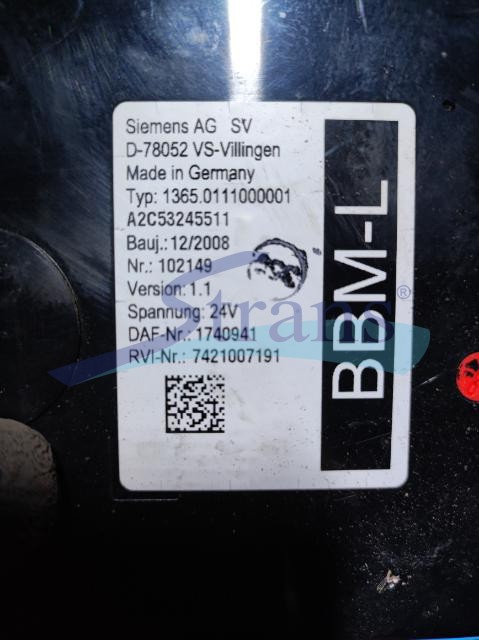 Siemens AG SV
D-78052 VS-Villingen
Made in Germany
Typ: 1365.0111000001
A2C53245511
Bauj.: 12/2008
Nr.: 102149
Version: 1.1
Spannung: 24V
DAF-Nr.: 1740941
RVI-Nr.: 7421007191
BBM-L
Strans®